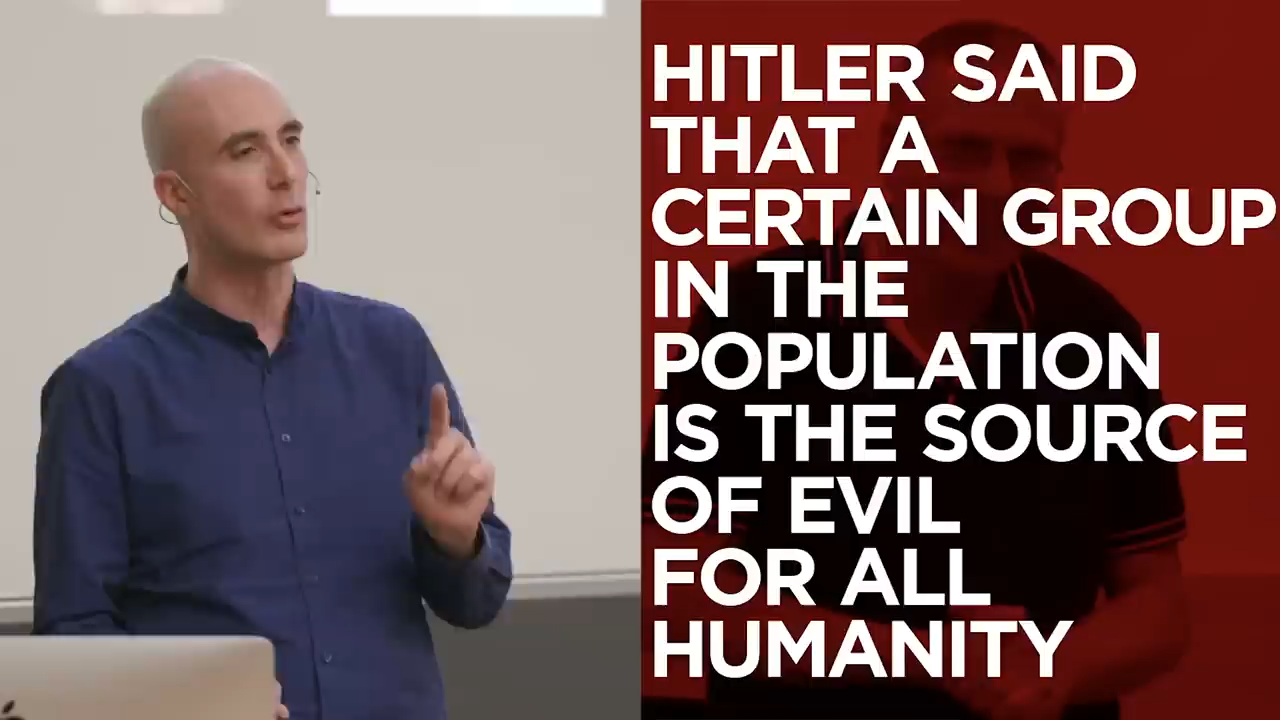 HITLER SAID
THAT A
CERTAIN GROUP
IN THE
POPULATION
IS THE SOURCE
OF EVIL
FOR ALL
HUMANITY